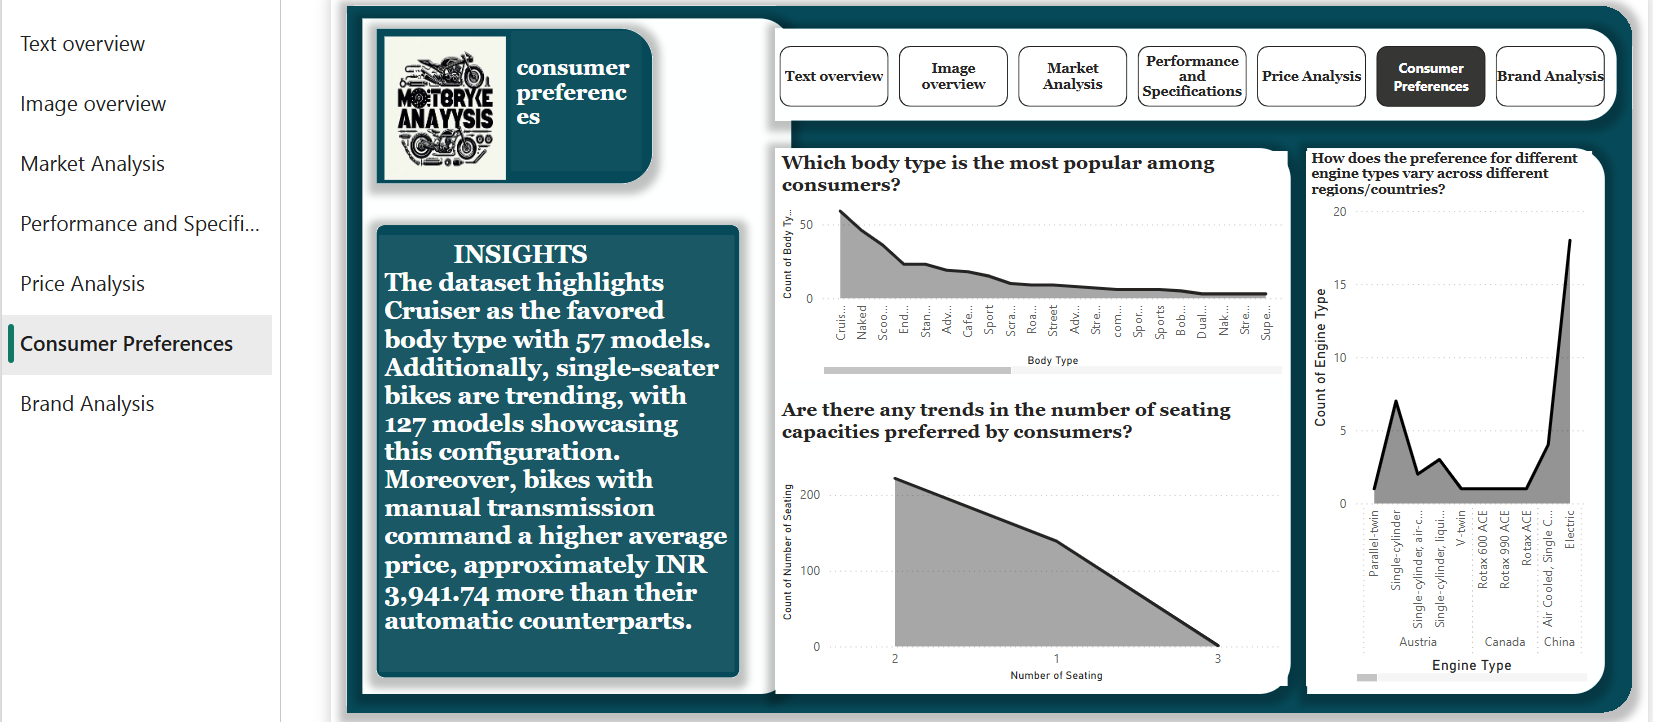 Text overview
Image overview
Market Analysis
Performance and Specifi...
Price Analysis
Consumer Preferences
Brand Analysis
MOTBRYKE
ANAYYSIS
consumer
preferenc
es
Text overview
Image
overview
Market
Analysis
Performance
and
Specifications
Price Analysis
Consumer
Preferences
Brand Analysis
INSIGHTS
The dataset highlights
Cruiser as the favored
body type with 57 models.
Additionally, single-seater
bikes are trending, with
127 models showcasing
this configuration.
Moreover, bikes with
manual transmission
command a higher average
price, approximately INR
3,941.74 more than their
automatic counterparts.
Which body type is the most popular among
consumers?
Count of Body Ty...
50
0
Cruis...
Naked
Scoo...
End...
Stan...
Adv...
Cafe...
Sport
Scra...
Roa...
Street
Adv...
Stre...
com...
Spor...
Sports
Bob...
Dual...
Nak...
Stre...
Supe...
Body Type
Are there any trends in the number of seating
capacities preferred by consumers?
Count of Number of Seating
200
100
0
2
1
3
Number of Seating
How does the preference for different
engine types vary across different
regions/countries?
Count of Engine Type
20
15
10
5
0
Parallel-twin
Single-cylinder
Single-cylinder, air-c...
Single-cylinder, liqui...
V-twin
Rotax 600 ACE
Rotax 990 ACE
Rotax ACE
Air Cooled, Single C...
Electric
Austria
Canada
China
Engine Type